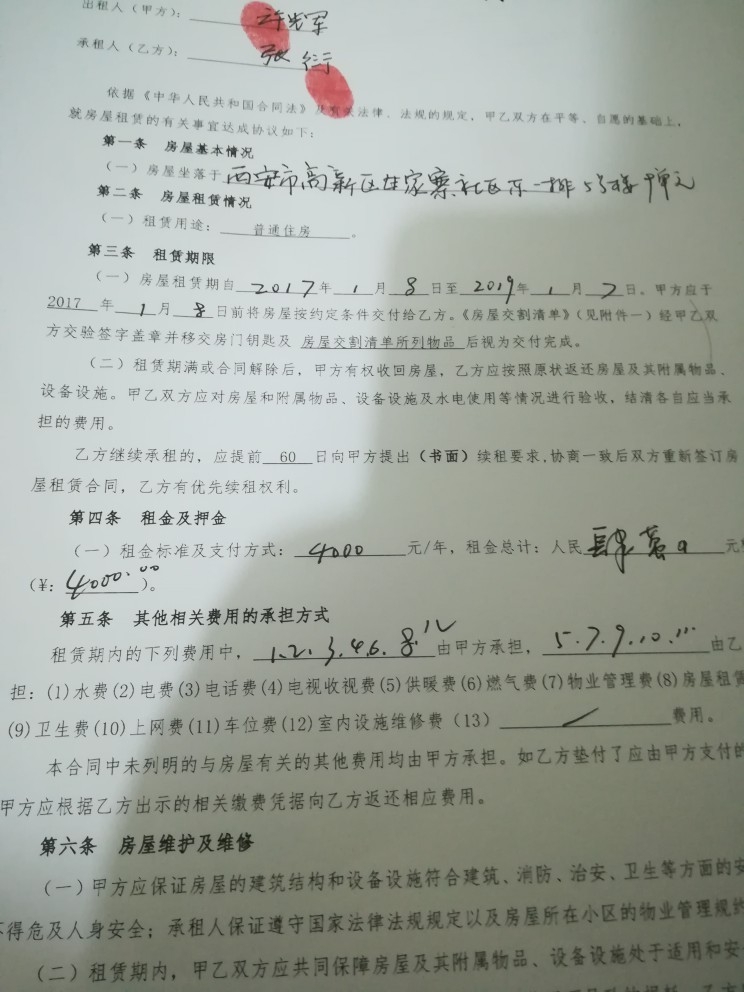 出租人（甲方）：许光军
承租人（乙方）：张衍
依据《中华人民共和国合同法》及有关法律、法规的规定，甲乙双方在平等、自愿的基础上，
就房屋租赁的有关事宜达成协议如下：
第一条 房屋基本情况
（一）房屋坐落于西安市高新区 家寨社区东一排5号楼 单元
第二条 房屋租赁情况
（一）租赁用途： 普通住房 。
第三条 租赁期限
（一）房屋租赁期自 2017 年 1 月 8 日至 2019 年 1 月 7 日。甲方应于
2017 年 1 月 8 日前将房屋按约定条件交付给乙方。《房屋交割清单》（见附件一）经甲乙双
方交验签字盖章并移交房门钥匙及 房屋交割清单所列物品 后视为交付完成。
（二）租赁期满或合同解除后，甲方有权收回房屋，乙方应按照原状返还房屋及其附属物品、
设备设施。甲乙双方应对房屋和附属物品、设备设施及水电使用等情况进行验收，结清各自应当承
担的费用。
乙方继续承租的，应提前 60 日向甲方提出（书面）续租要求，协商一致后双方重新签订房
屋租赁合同，乙方有优先续租权利。
第四条 租金及押金
（一）租金标准及支付方式： 4000 元/年，租金总计：人民 肆 元
（¥：4000.00）。
第五条 其他相关费用的承担方式
租赁期内的下列费用中， 1.2.3.4.6.8.12 由甲方承担， 5.7.9.10.11 由乙
担：(1)水费(2)电费(3)电话费(4)电视收视费(5)供暖费(6)燃气费(7)物业管理费(8)房屋租赁
(9)卫生费(10)上网费(11)车位费(12)室内设施维修费（13） / 费用。
本合同中未列明的与房屋有关的其他费用均由甲方承担。如乙方垫付了应由甲方支付的
甲方应根据乙方出示的相关缴费凭据向乙方返还相应费用。
第六条 房屋维护及维修
（一）甲方应保证房屋的建筑结构和设备设施符合建筑、消防、治安、卫生等方面的安
不得危及人身安全；承租人保证遵守国家法律法规规定以及房屋所在小区的物业管理规约
（二）租赁期内，甲乙双方应共同保障房屋及其附属物品、设备设施处于适用和安